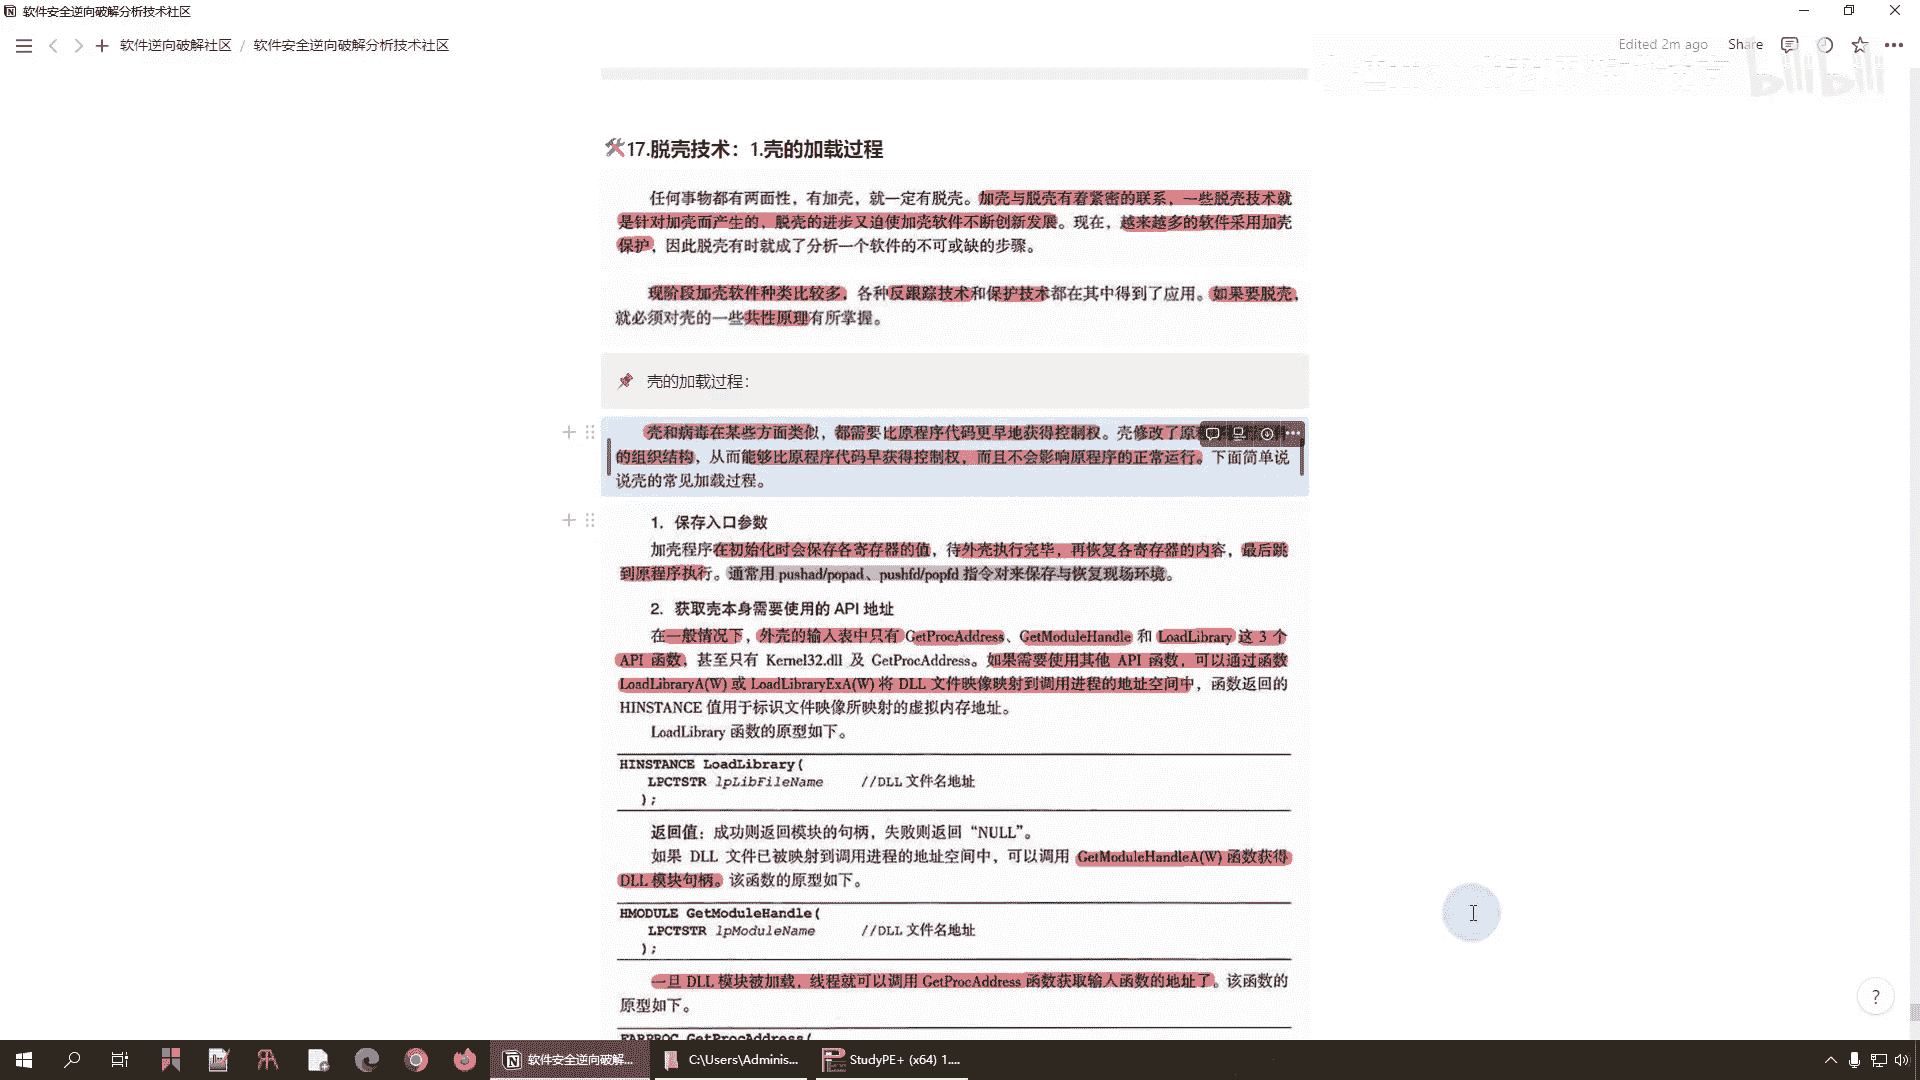 软件安全逆向破解分析技术社区
软件逆向破解社区 / 软件安全逆向破解分析技术社区
Edited 2m ago Share
bilibili
17.脱壳技术：1.壳的加载过程
任何事物都有两面性，有加壳，就一定有脱壳。加壳与脱壳有着紧密的联系，一些脱壳技术就
是针对加壳而产生的，脱壳的进步又迫使加壳软件不断创新发展。现在，越来越多的软件采用加壳
保护，因此脱壳有时就成了分析一个软件的不可或缺的步骤。
现阶段加壳软件种类比较多，各种反跟踪技术和保护技术都在其中得到了应用。如果要脱壳，
就必须对壳的一些共性原理有所掌握。
壳的加载过程：
壳和病毒在某些方面类似，都需要比原程序代码更早地获得控制权。壳修改了原
的组织结构，从而能够比原程序代码早获得控制权，而且不会影响原程序的正常运行。下面简单说
说壳的常见加载过程。
1. 保存入口参数
加壳程序在初始化时会保存各寄存器的值，待外壳执行完毕，再恢复各寄存器的内容，最后跳
到原程序执行。通常用 pushad/popad、pushfd/popfd 指令对来保存与恢复现场环境。
2. 获取壳本身需要使用的 API 地址
在一般情况下，外壳的输入表中只有 GetProcAddress、GetModuleHandle 和 LoadLibrary 这 3 个
API 函数，甚至只有 Kernel32.dll 及 GetProcAddress。如果需要使用其他 API 函数，可以通过函数
LoadLibraryA(W) 或 LoadLibraryExA(W) 将 DLL 文件映像映射到调用进程的地址空间中，函数返回的
HINSTANCE 值用于标识文件映像所映射的虚拟内存地址。
LoadLibrary 函数的原型如下。
HINSTANCE LoadLibrary(
LPCTSTR lpLibFileName //DLL 文件名地址
);
返回值：成功则返回模块的句柄，失败则返回“NULL”。
如果 DLL 文件已被映射到调用进程的地址空间中，可以调用 GetModuleHandleA(W) 函数获得
DLL 模块句柄。该函数的原型如下。
HMODULE GetModuleHandle(
LPCTSTR lpModuleName //DLL 文件名地址
);
一旦 DLL 模块被加载，线程就可以调用 GetProcAddress 函数获取输入函数的地址了。该函数的
原型如下。
FARPROC GetProcAddress(
?
软件安全逆向破解... C:\Users\Adminis... StudyPE+ (x64) 1....